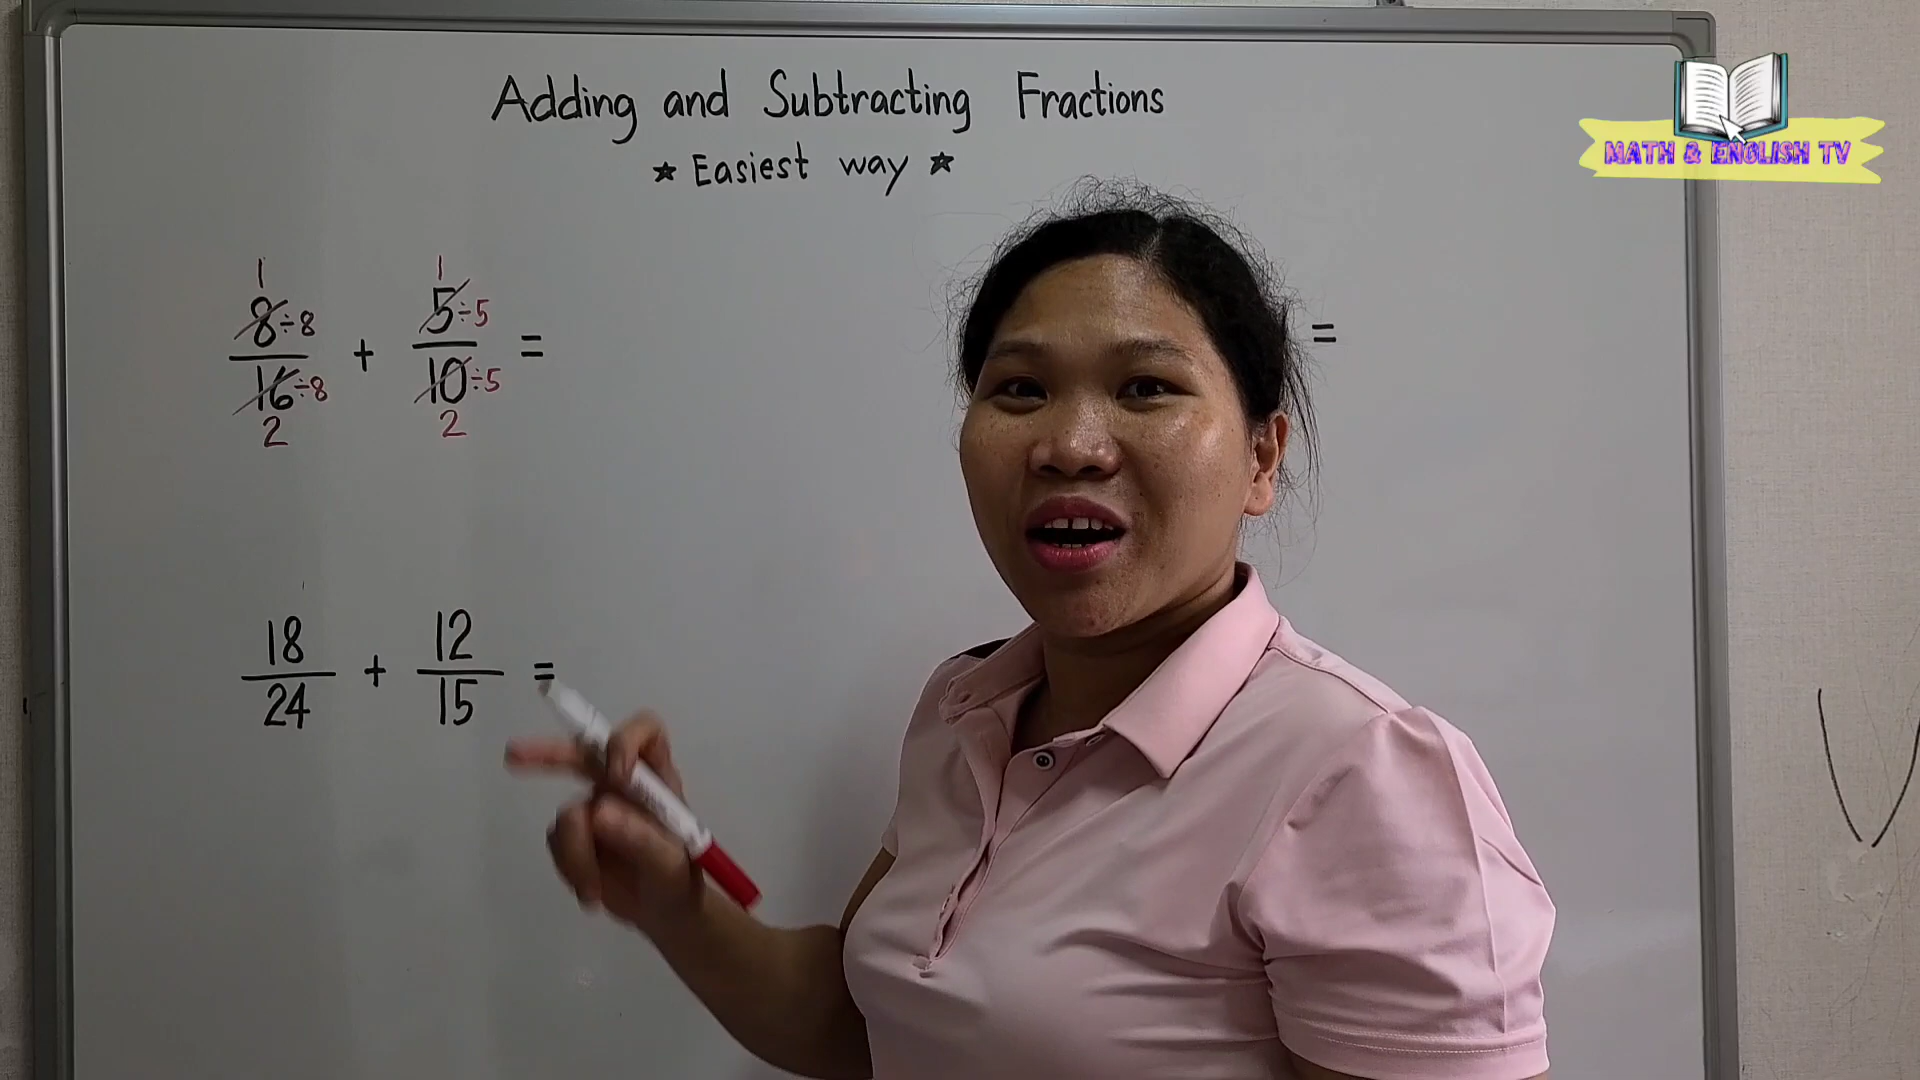 Adding and Subtracting Fractions
★ Easiest way ★
MATH & ENGLISH TV
1 1
8÷8 + 5÷5 = =
16÷8 10÷5
2 2
18 + 12 =
24 15